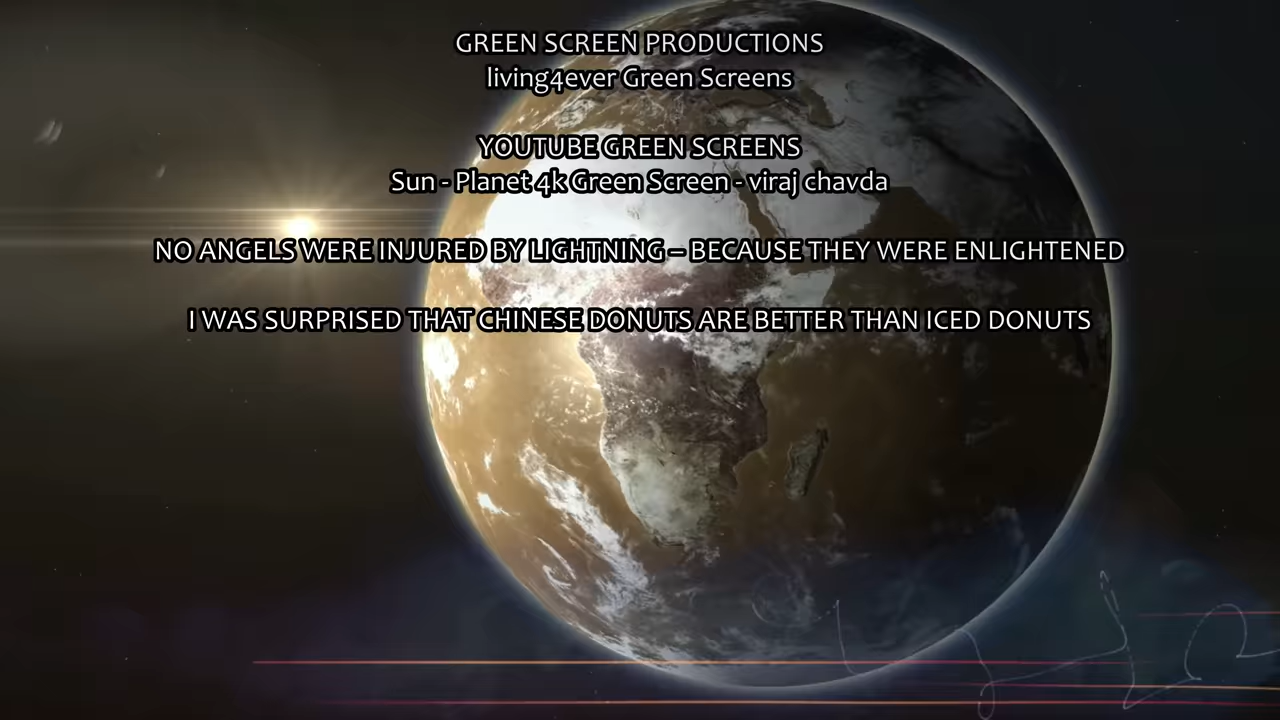 GREEN SCREEN PRODUCTIONS
living4ever Green Screens
YOUTUBE GREEN SCREENS
Sun - Planet 4k Green Screen - viraj chavda
NO ANGELS WERE INJURED BY LIGHTNING – BECAUSE THEY WERE ENLIGHTENED
I WAS SURPRISED THAT CHINESE DONUTS ARE BETTER THAN ICED DONUTS